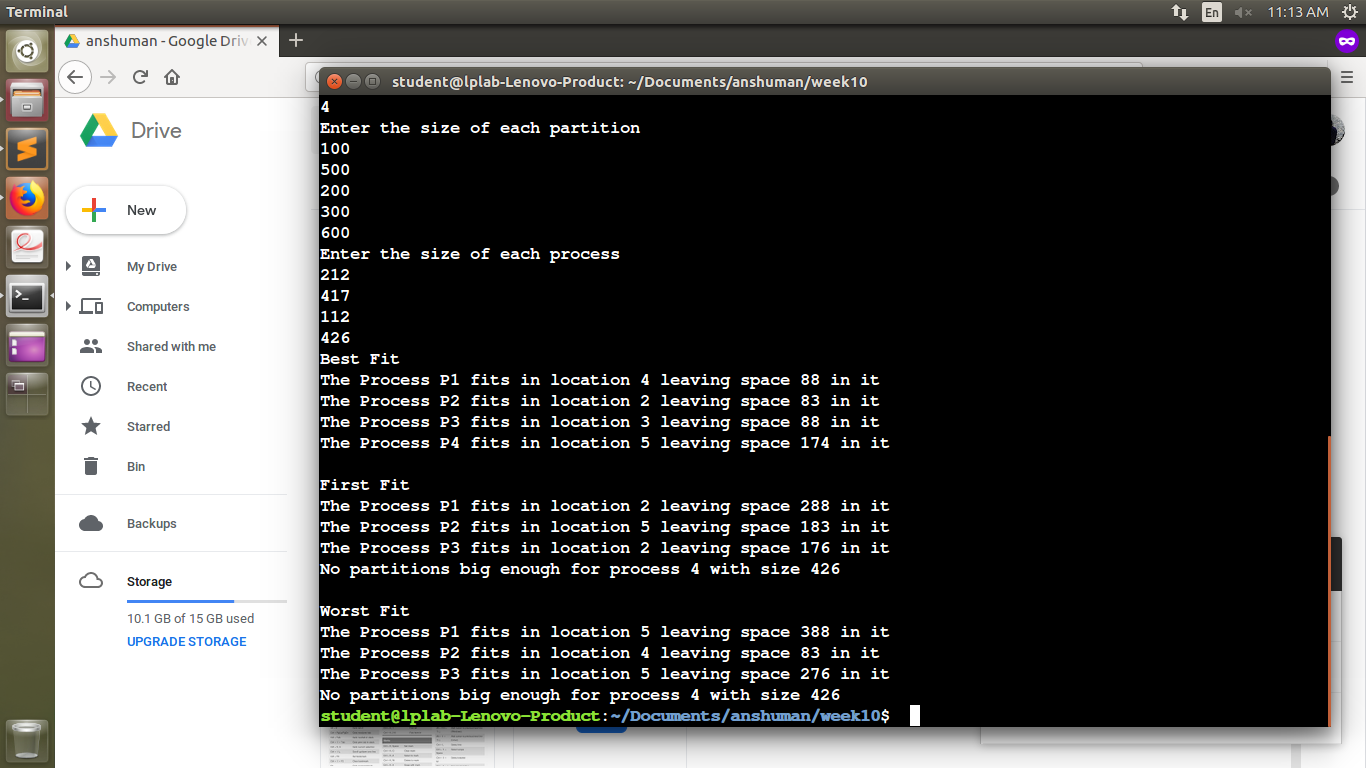 Terminal
En
11:13 AM
anshuman - Google Driv
student@lplab-Lenovo-Product: ~/Documents/anshuman/week10
Drive
New
My Drive
Computers
Shared with me
Recent
Starred
Bin
Backups
Storage
10.1 GB of 15 GB used
UPGRADE STORAGE
4
Enter the size of each partition
100
500
200
300
600
Enter the size of each process
212
417
112
426
Best Fit
The Process P1 fits in location 4 leaving space 88 in it
The Process P2 fits in location 2 leaving space 83 in it
The Process P3 fits in location 3 leaving space 88 in it
The Process P4 fits in location 5 leaving space 174 in it
First Fit
The Process P1 fits in location 2 leaving space 288 in it
The Process P2 fits in location 5 leaving space 183 in it
The Process P3 fits in location 2 leaving space 176 in it
No partitions big enough for process 4 with size 426
Worst Fit
The Process P1 fits in location 5 leaving space 388 in it
The Process P2 fits in location 4 leaving space 83 in it
The Process P3 fits in location 5 leaving space 276 in it
No partitions big enough for process 4 with size 426
student@lplab-Lenovo-Product:~/Documents/anshuman/week10$